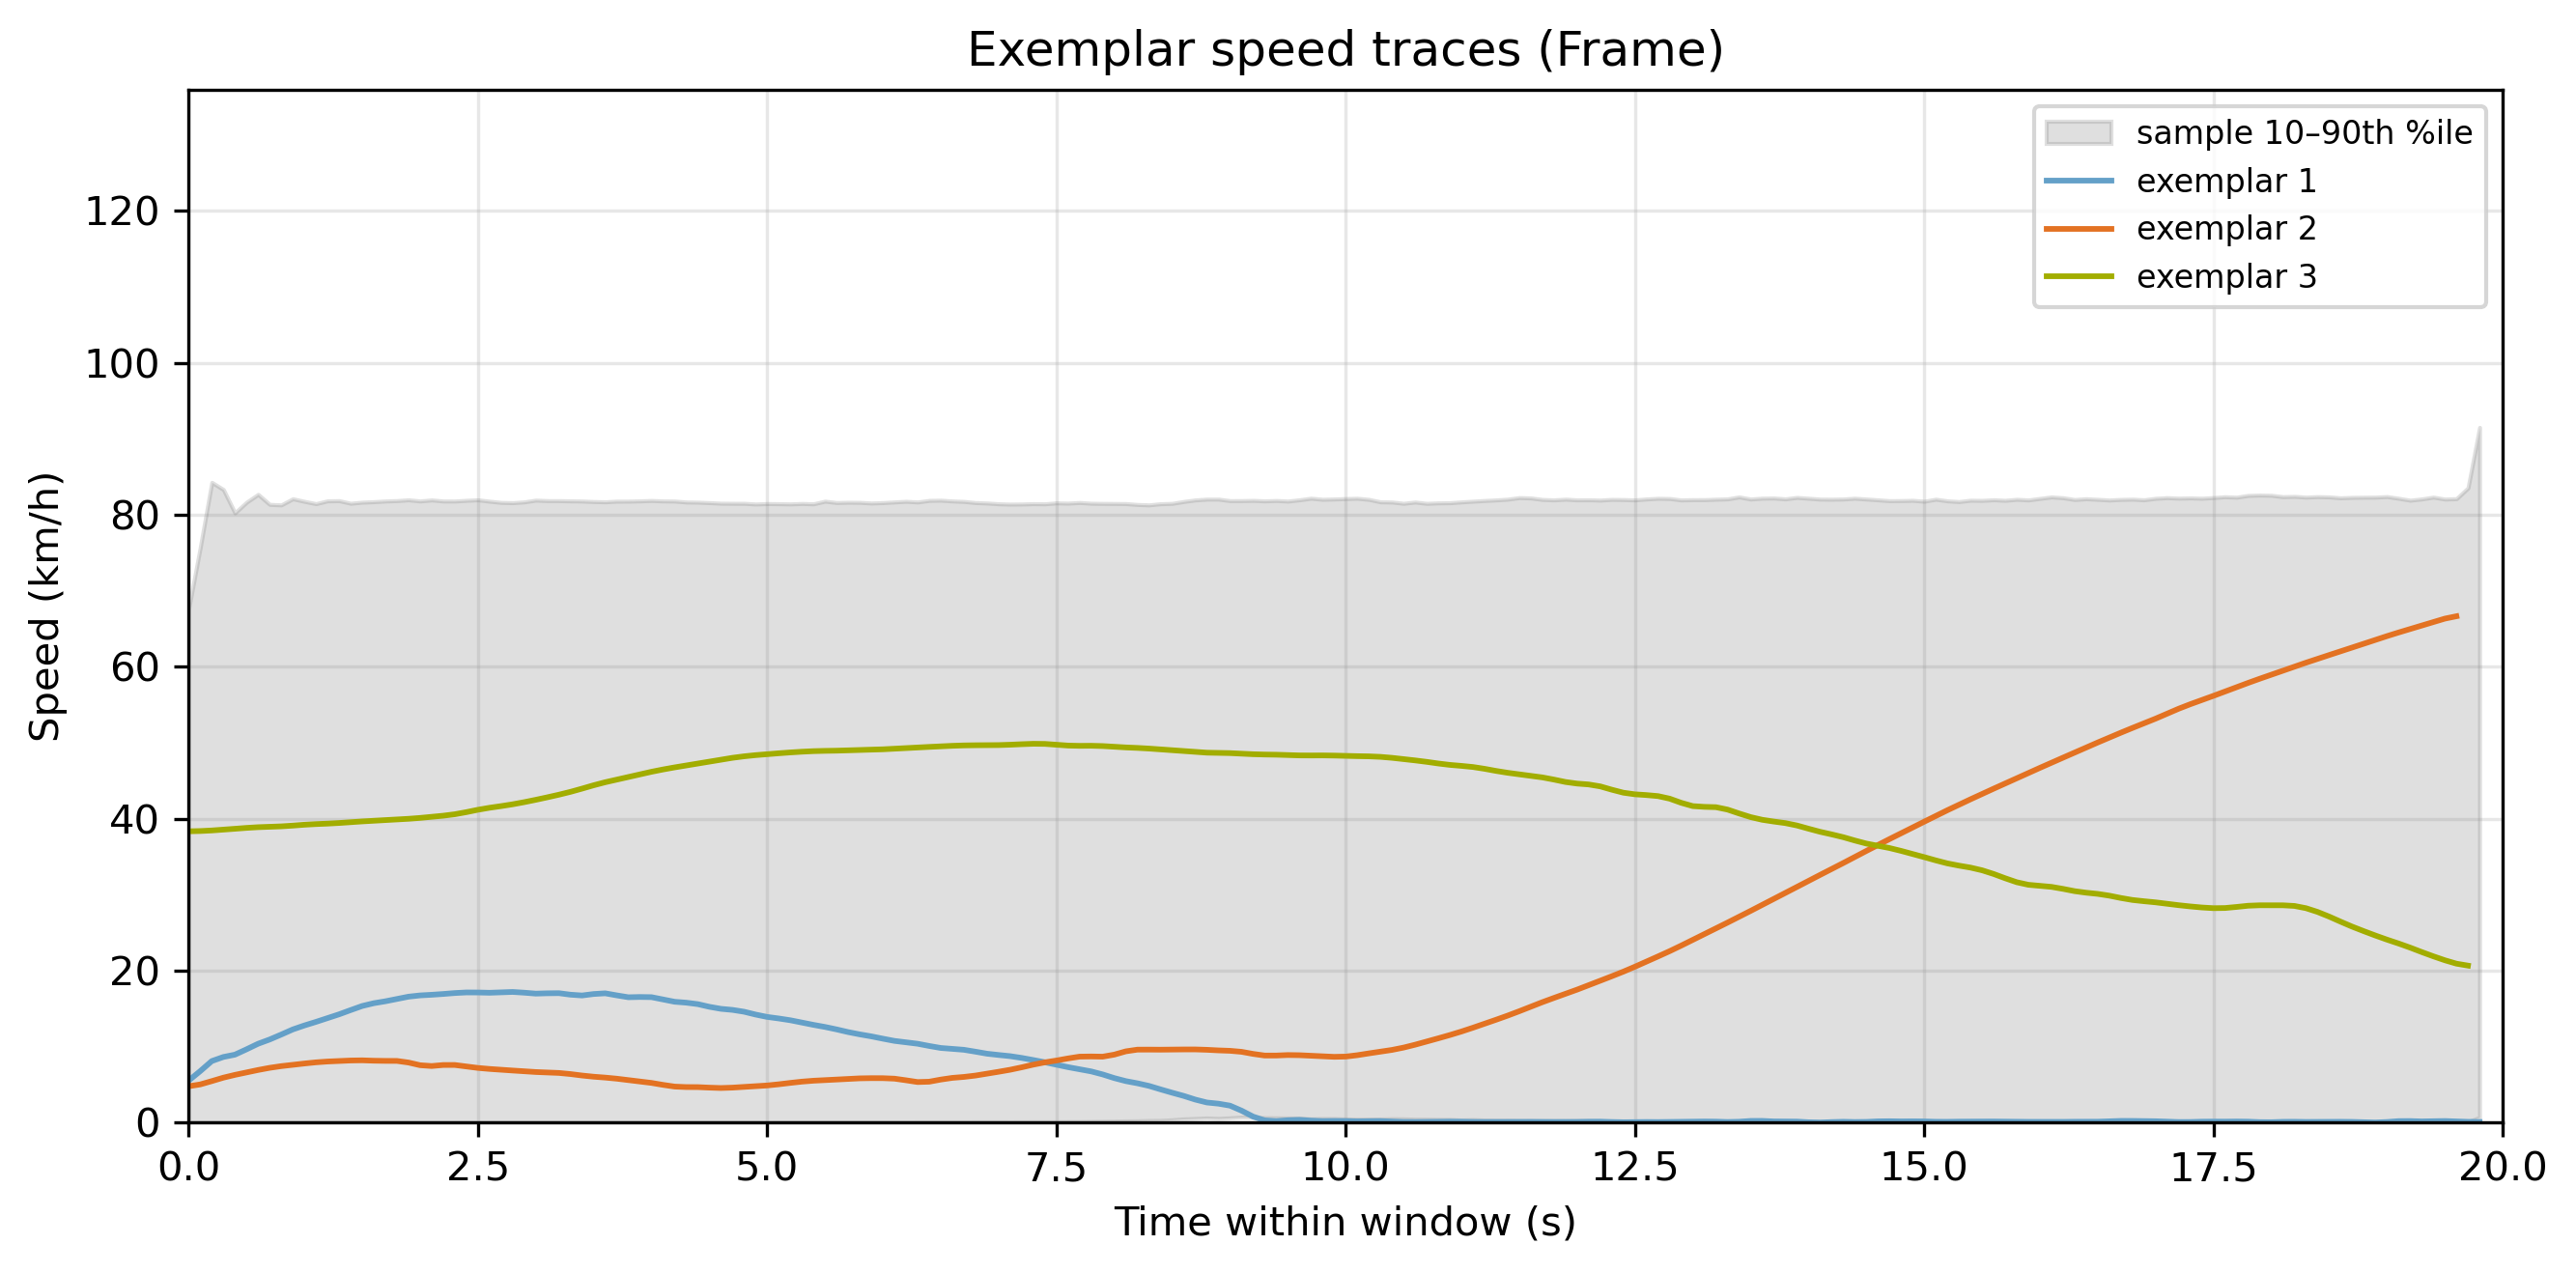 Exemplar speed traces (Frame)
sample 10–90th %ile
exemplar 1
exemplar 2
exemplar 3
Speed (km/h)
120
100
80
60
40
20
0
0.0 2.5 5.0 7.5 10.0 12.5 15.0 17.5 20.0
Time within window (s)